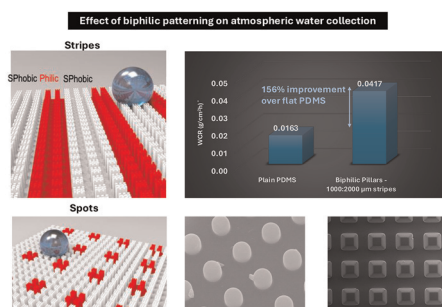 Effect of biphilic patterning on atmospheric water collection
Stripes
SPhobic Philic SPhobic
0.05
0.04
0.03
0.02
0.01
0.00
WCR (g/cm²h)
156% improvement
over flat PDMS
0.0417
0.0163
Plain PDMS
Biphilic Pillars -
1000:2000 µm stripes
Spots